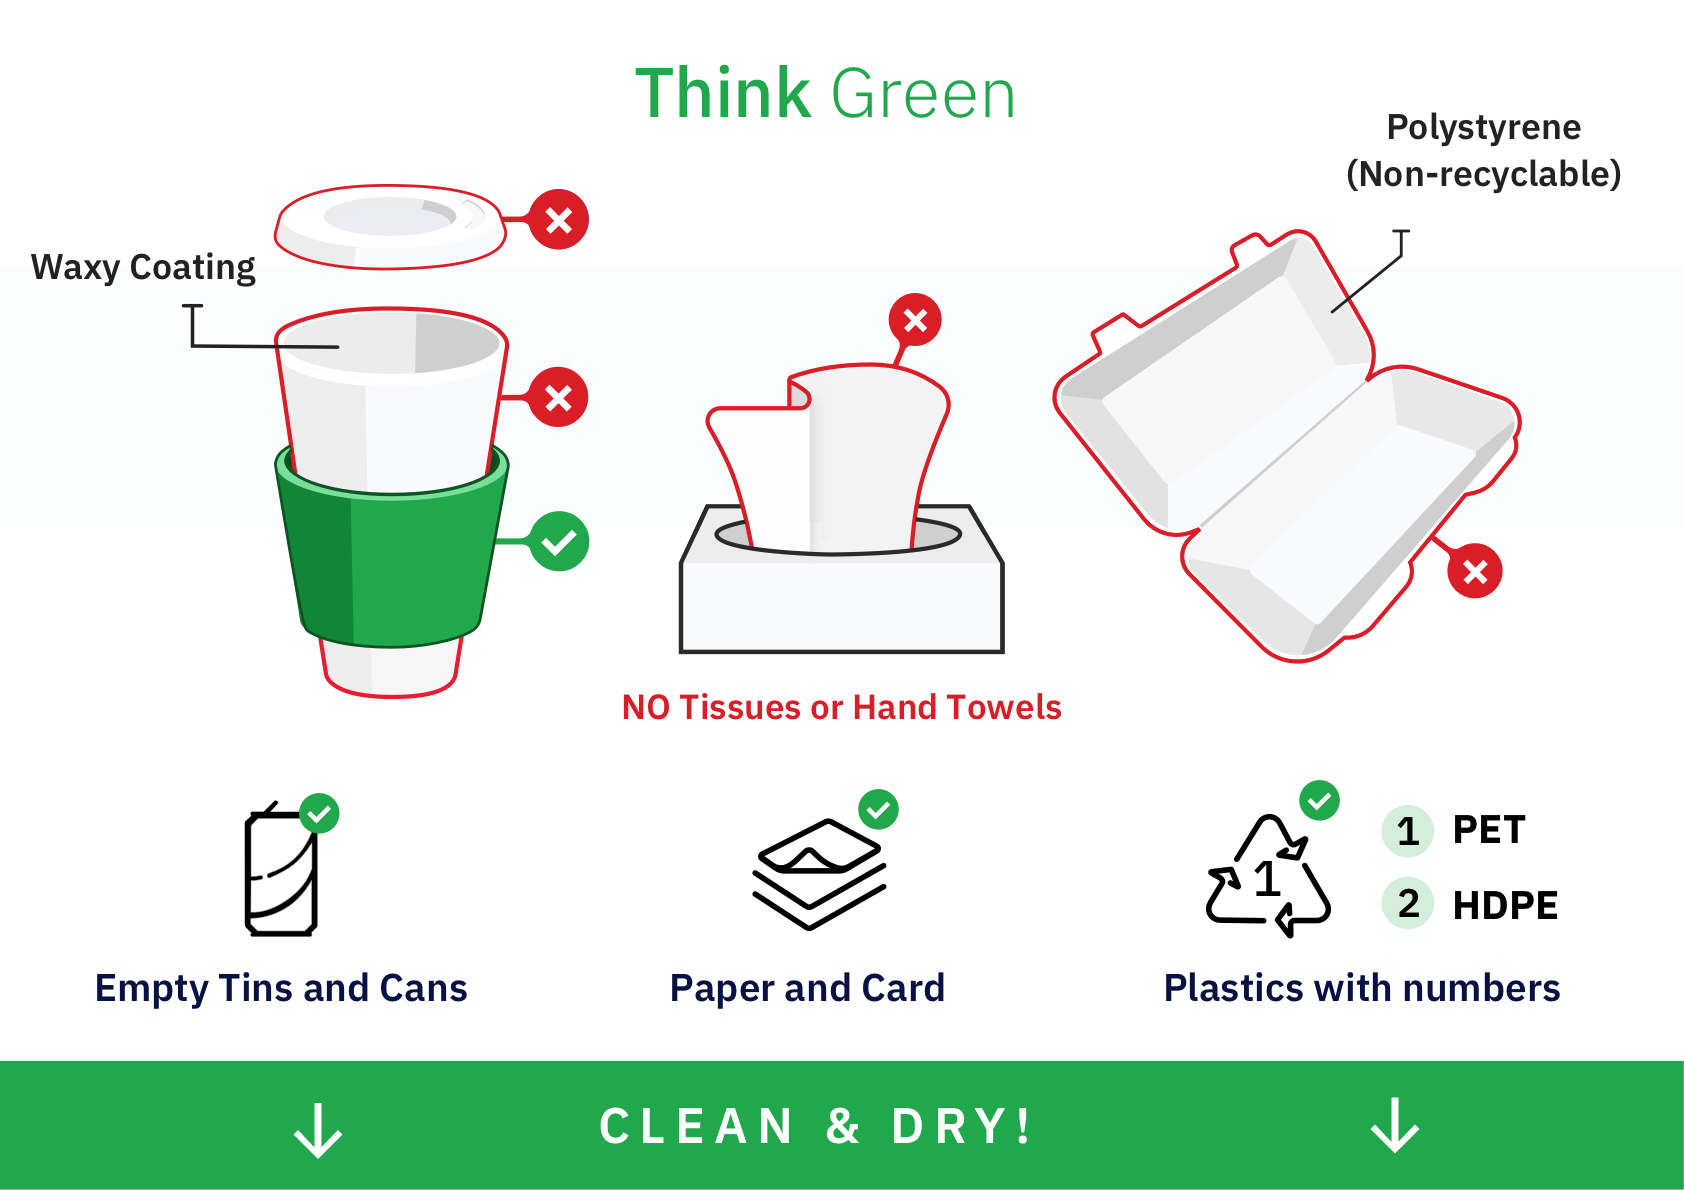 Think Green
Polystyrene
(Non-recyclable)
Waxy Coating
NO Tissues or Hand Towels
1
1 PET
2 HDPE
Empty Tins and Cans
Paper and Card
Plastics with numbers
CLEAN & DRY!